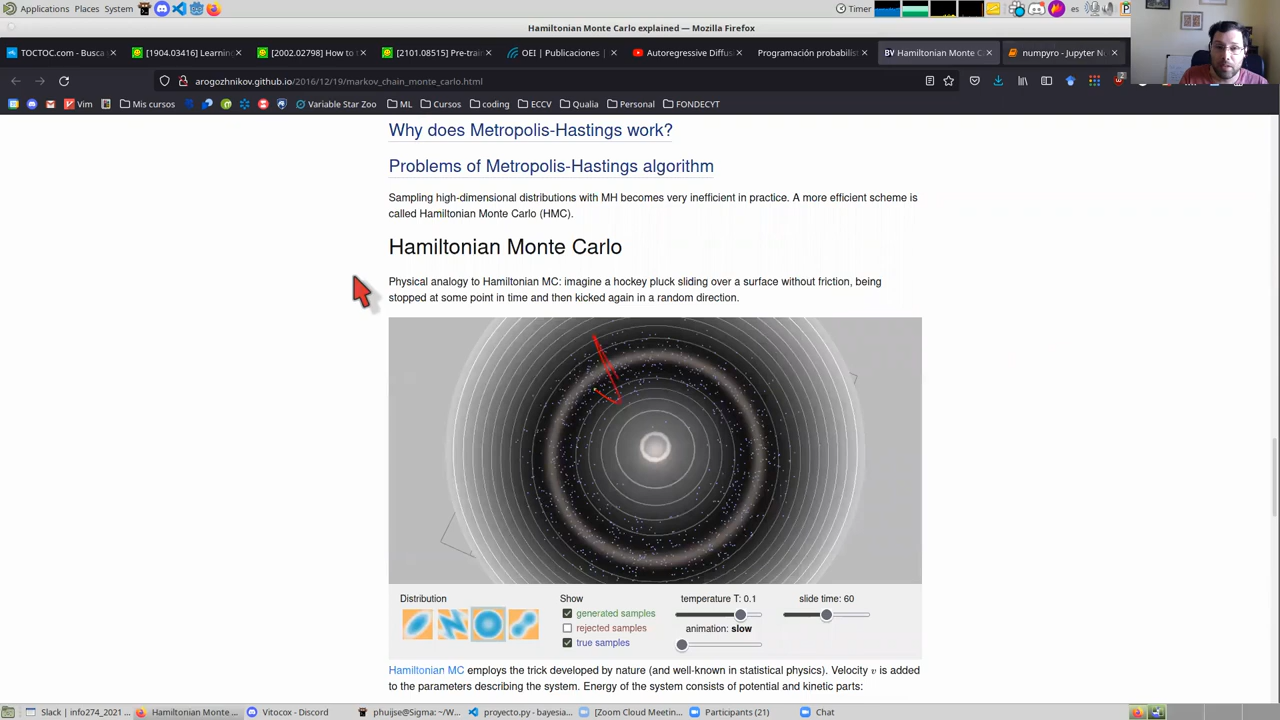 Applications Places System
Timer
es
Hamiltonian Monte Carlo explained — Mozilla Firefox
TOCTOC.com - Busca
[1904.03416] Learnin
[2002.02798] How to
[2101.08515] Pre-trai
OEI | Publicaciones
Autoregressive Diffus
Programación probabilíst
BV Hamiltonian Monte C
numpyro - Jupyter No
arogozhnikov.github.io/2016/12/19/markov_chain_monte_carlo.html
Mis cursos
Vim
Variable Star Zoo
ML
Cursos
coding
ECCV
Qualia
Personal
FONDECYT
Why does Metropolis-Hastings work?
Problems of Metropolis-Hastings algorithm
Sampling high-dimensional distributions with MH becomes very inefficient in practice. A more efficient scheme is
called Hamiltonian Monte Carlo (HMC).
Hamiltonian Monte Carlo
Physical analogy to Hamiltonian MC: imagine a hockey pluck sliding over a surface without friction, being
stopped at some point in time and then kicked again in a random direction.
Distribution
Show
generated samples
rejected samples
true samples
temperature T: 0.1
animation: slow
slide time: 60
Hamiltonian MC employs the trick developed by nature (and well-known in statistical physics). Velocity v is added
to the parameters describing the system. Energy of the system consists of potential and kinetic parts:
Slack | info274_2021 ...
Hamiltonian Monte ...
Vitocox - Discord
phuijse@Sigma: ~/W...
proyecto.py - bayesia...
[Zoom Cloud Meetin...
Participants (21)
Chat